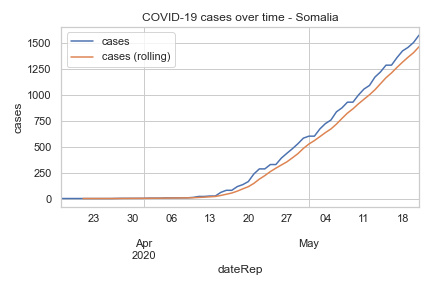 COVID-19 cases over time - Somalia
cases
cases (rolling)
1500
1250
1000
750
500
250
0
cases
23 30 06 13 20 27 04 11 18
Apr May
2020
dateRep